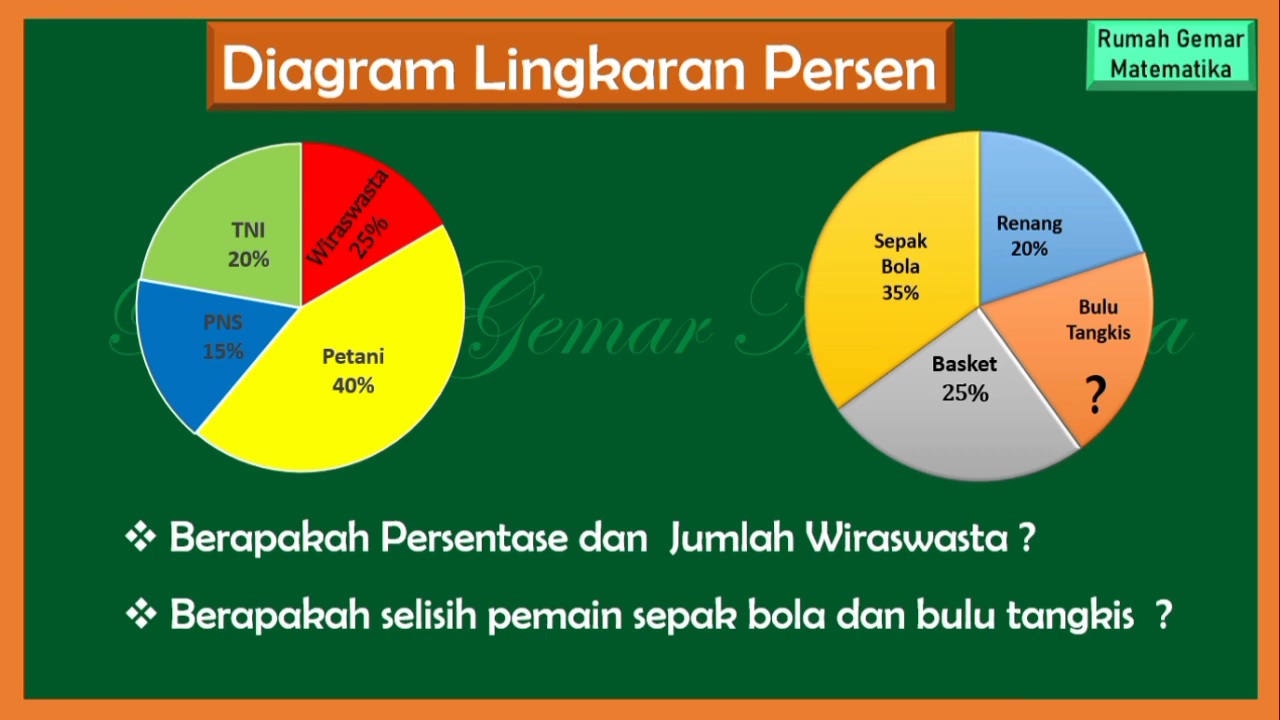 Diagram Lingkaran Persen
Rumah Gemar
Matematika
TNI
20%
Wiraswasta
25%
PNS
15%
Petani
40%
Sepak
Bola
35%
Renang
20%
Bulu
Tangkis
?
Basket
25%
Gemar
❖ Berapakah Persentase dan Jumlah Wiraswasta ?
❖ Berapakah selisih pemain sepak bola dan bulu tangkis ?